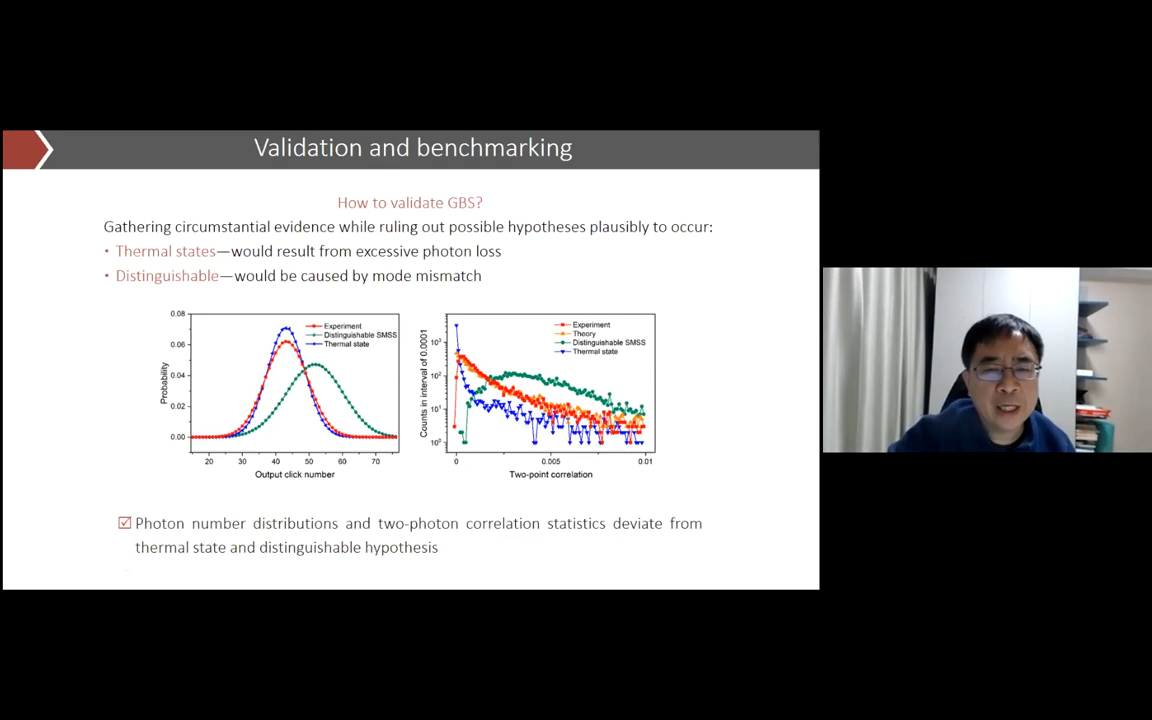 Validation and benchmarking
How to validate GBS?
Gathering circumstantial evidence while ruling out possible hypotheses plausibly to occur:
• Thermal states—would result from excessive photon loss
• Distinguishable—would be caused by mode mismatch
0.08
0.06
0.04
0.02
0.00
Probability
Experiment
Distinguishable SMSS
Thermal state
20 30 40 50 60 70
Output click number
10³
10²
10¹
10⁰
Counts in interval of 0.0001
Experiment
Theory
Distinguishable SMSS
Thermal state
0 0.005 0.01
Two-point correlation
☑ Photon number distributions and two-photon correlation statistics deviate from
thermal state and distinguishable hypothesis